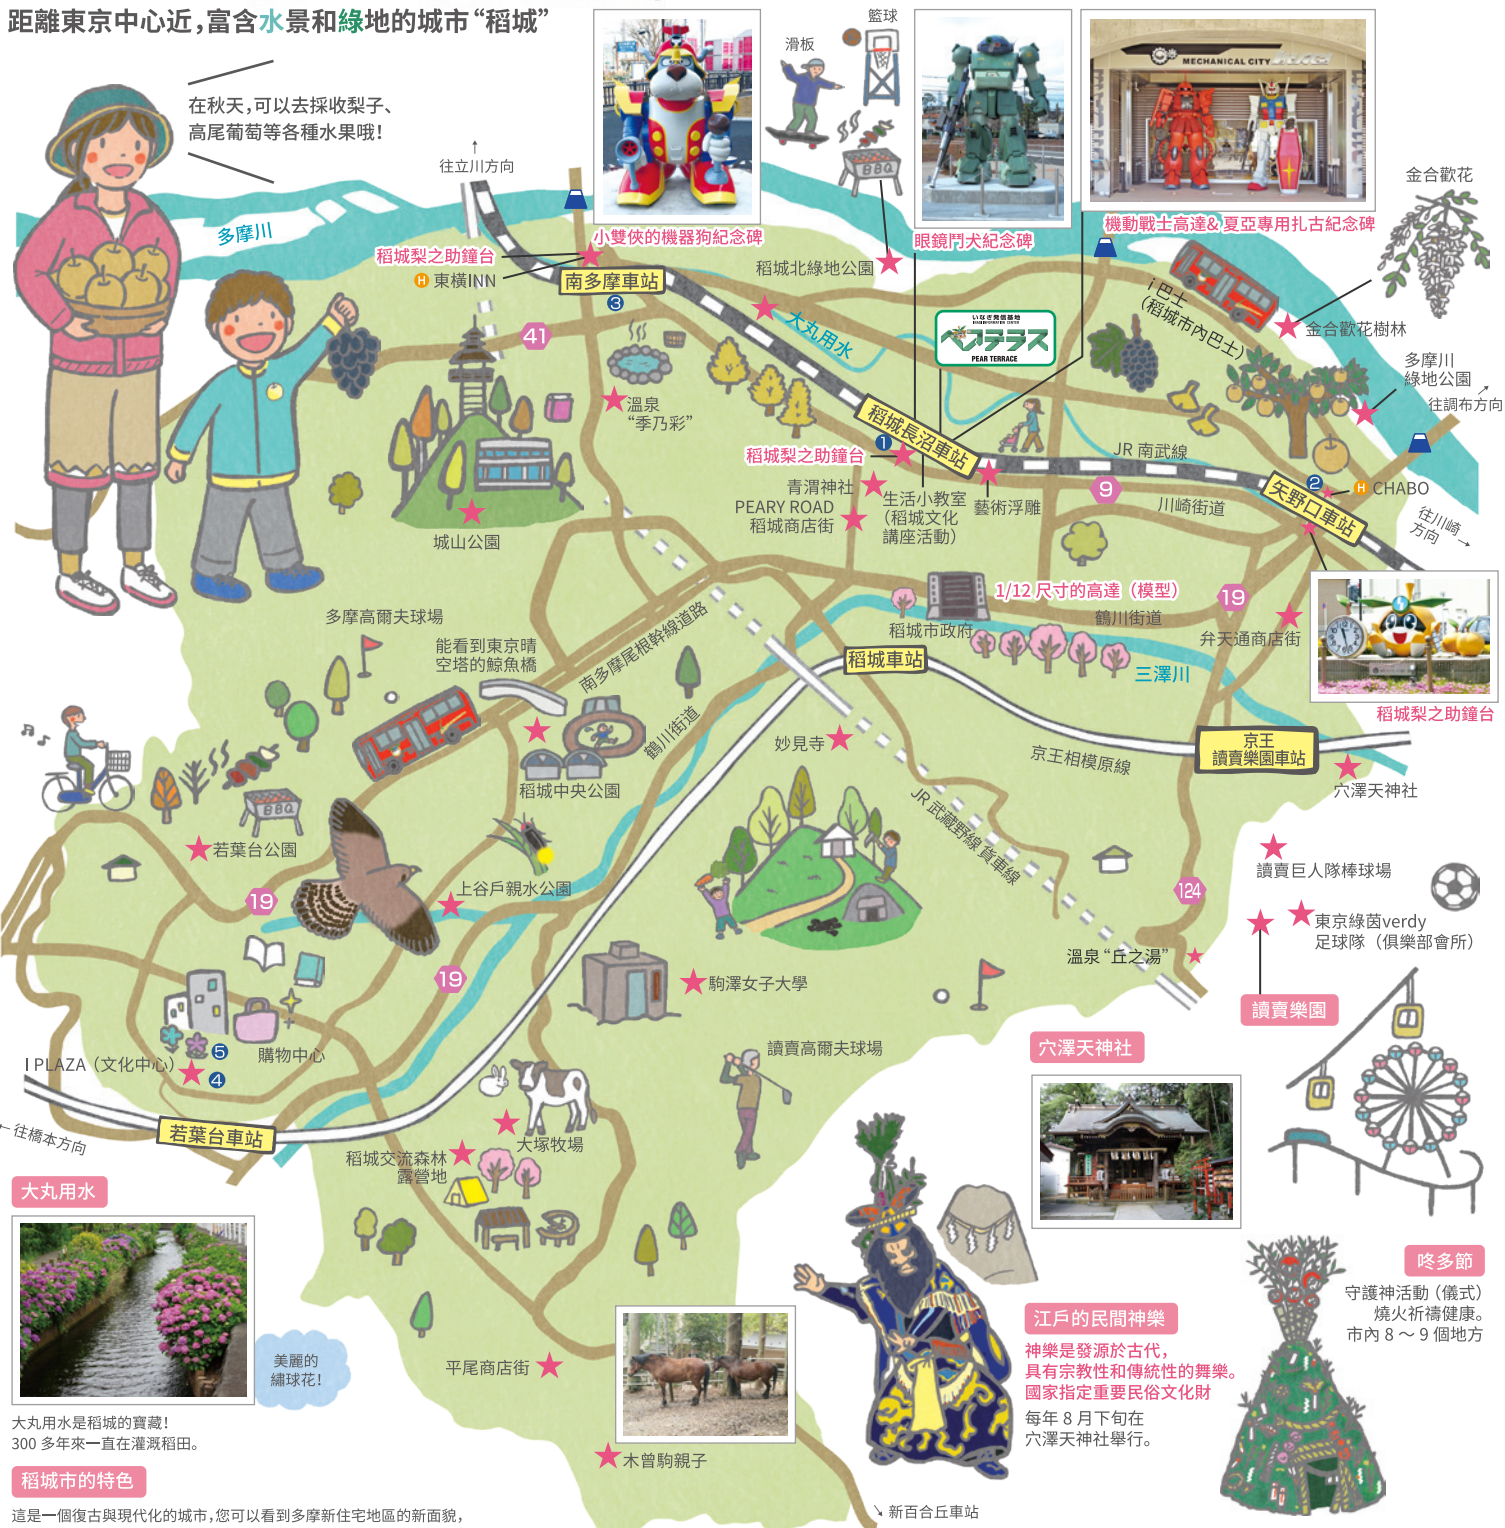 距離東京中心近，富含水景和綠地的城市“稻城”
在秋天，可以去採收梨子、
高尾葡萄等各種水果哦！
↑
往立川方向
滑板
籃球
BBQ
MECHANICAL CITY
小雙俠的機器狗紀念碑
眼鏡鬥犬紀念碑
機動戰士高達& 夏亞專用扎古紀念碑
金合歡花
多摩川
稻城梨之助鐘台
H 東橫INN
南多摩車站
3
稻城北綠地公園
大丸用水
いなぎ発信基地
ペアテラス
PEAR TERRACE
i 巴士
（稻城市內巴士）
金合歡花樹林
多摩川
綠地公園
往調布方向
41
溫泉
“季乃彩”
稻城長沼車站
1
稻城梨之助鐘台
青渭神社
PEARY ROAD
稻城商店街
生活小教室
（稻城文化
講座活動）
藝術浮雕
JR 南武線
9
川崎街道
2
矢野口車站
H CHABO
往川崎
方向
城山公園
1/12 尺寸的高達（模型）
19
鶴川街道
弁天通商店街
稻城市政府
三澤川
稻城梨之助鐘台
多摩高爾夫球場
能看到東京晴
空塔的鯨魚橋
南多摩尾根幹線道路
鶴川街道
稻城車站
妙見寺
京王相模原線
京王
讀賣樂園車站
穴澤天神社
稻城中央公園
JR 武藏野線 貨車線
BBQ
若葉台公園
19
上谷戶親水公園
19
124
讀賣巨人隊棒球場
東京綠茵verdy
足球隊（俱樂部會所）
溫泉 “丘之湯”
讀賣樂園
駒澤女子大學
讀賣高爾夫球場
穴澤天神社
I PLAZA（文化中心）
5
4
購物中心
若葉台車站
←往橋本方向
大塚牧場
稻城交流森林
露營地
大丸用水
美麗的
繡球花！
大丸用水是稻城的寶藏！
300 多年來一直在灌溉稻田。
稻城市的特色
這是一個復古與現代化的城市，您可以看到多摩新住宅地區的新面貌，
平尾商店街
木曾駒親子
↘ 新百合丘車站
江戶的民間神樂
神樂是發源於古代，
具有宗教性和傳統性的舞樂。
國家指定重要民俗文化財
每年 8 月下旬在
穴澤天神社舉行。
咚多節
守護神活動（儀式）
燒火祈禱健康。
市內 8 ～ 9 個地方